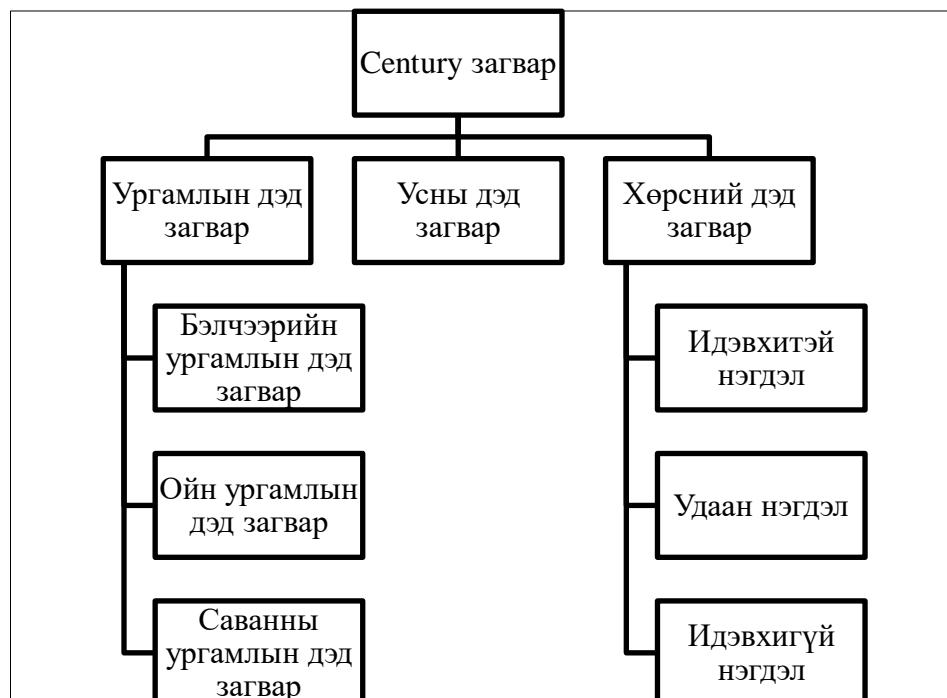 Century загвар
Ургамлын дэд
загвар
Усны дэд
загвар
Хөрсний дэд
загвар
Бэлчээрийн
ургамлын дэд
загвар
Ойн ургамлын
дэд загвар
Саванны
ургамлын дэд
загвар
Идэвхитэй
нэгдэл
Удаан нэгдэл
Идэвхигүй
нэгдэл